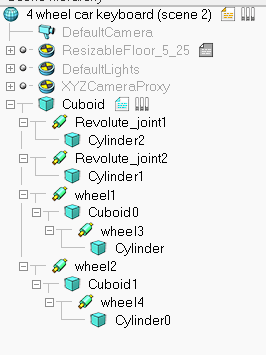 4 wheel car keyboard (scene 2)
DefaultCamera
ResizableFloor_5_25
DefaultLights
XYZCameraProxy
Cuboid
Revolute_joint1
Cylinder2
Revolute_joint2
Cylinder1
wheel1
Cuboid0
wheel3
Cylinder
wheel2
Cuboid1
wheel4
Cylinder0